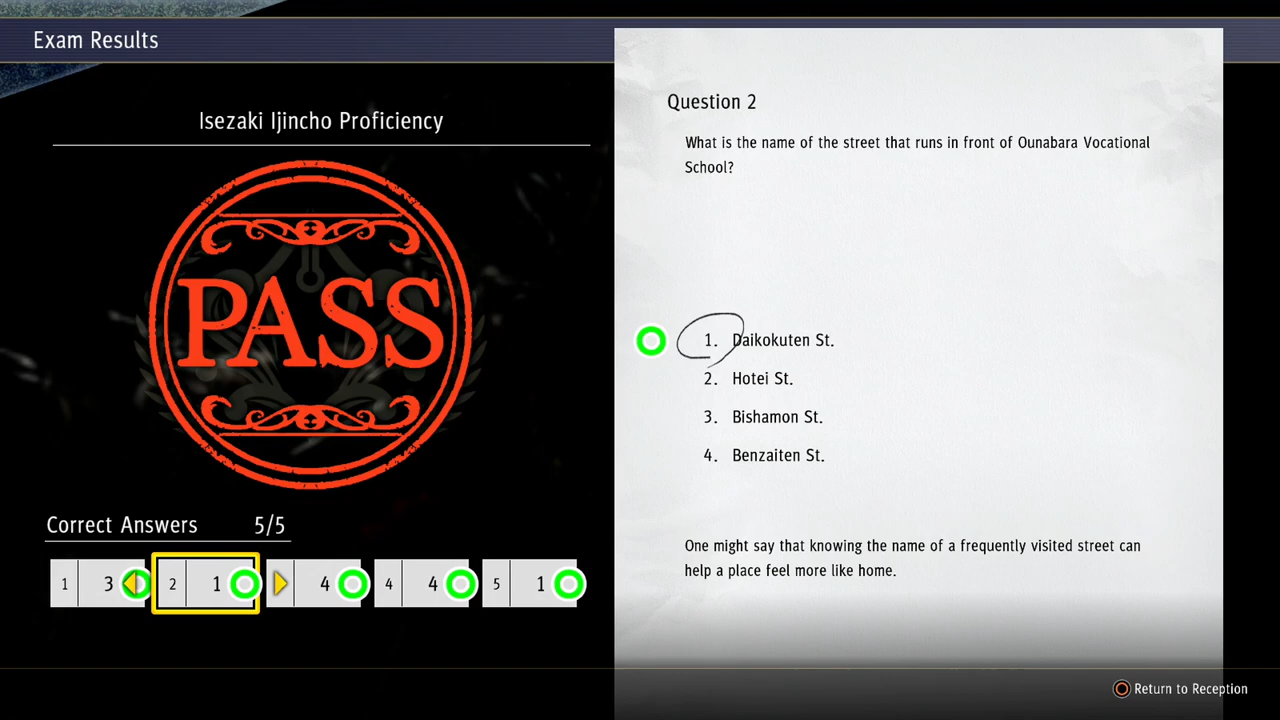 Exam Results
Isezaki Ijincho Proficiency
PASS
Correct Answers 5/5
1 3 2 1 4 4 4 5 1
Question 2
What is the name of the street that runs in front of Ounabara Vocational
School?
1. Daikokuten St.
2. Hotei St.
3. Bishamon St.
4. Benzaiten St.
One might say that knowing the name of a frequently visited street can
help a place feel more like home.
Return to Reception